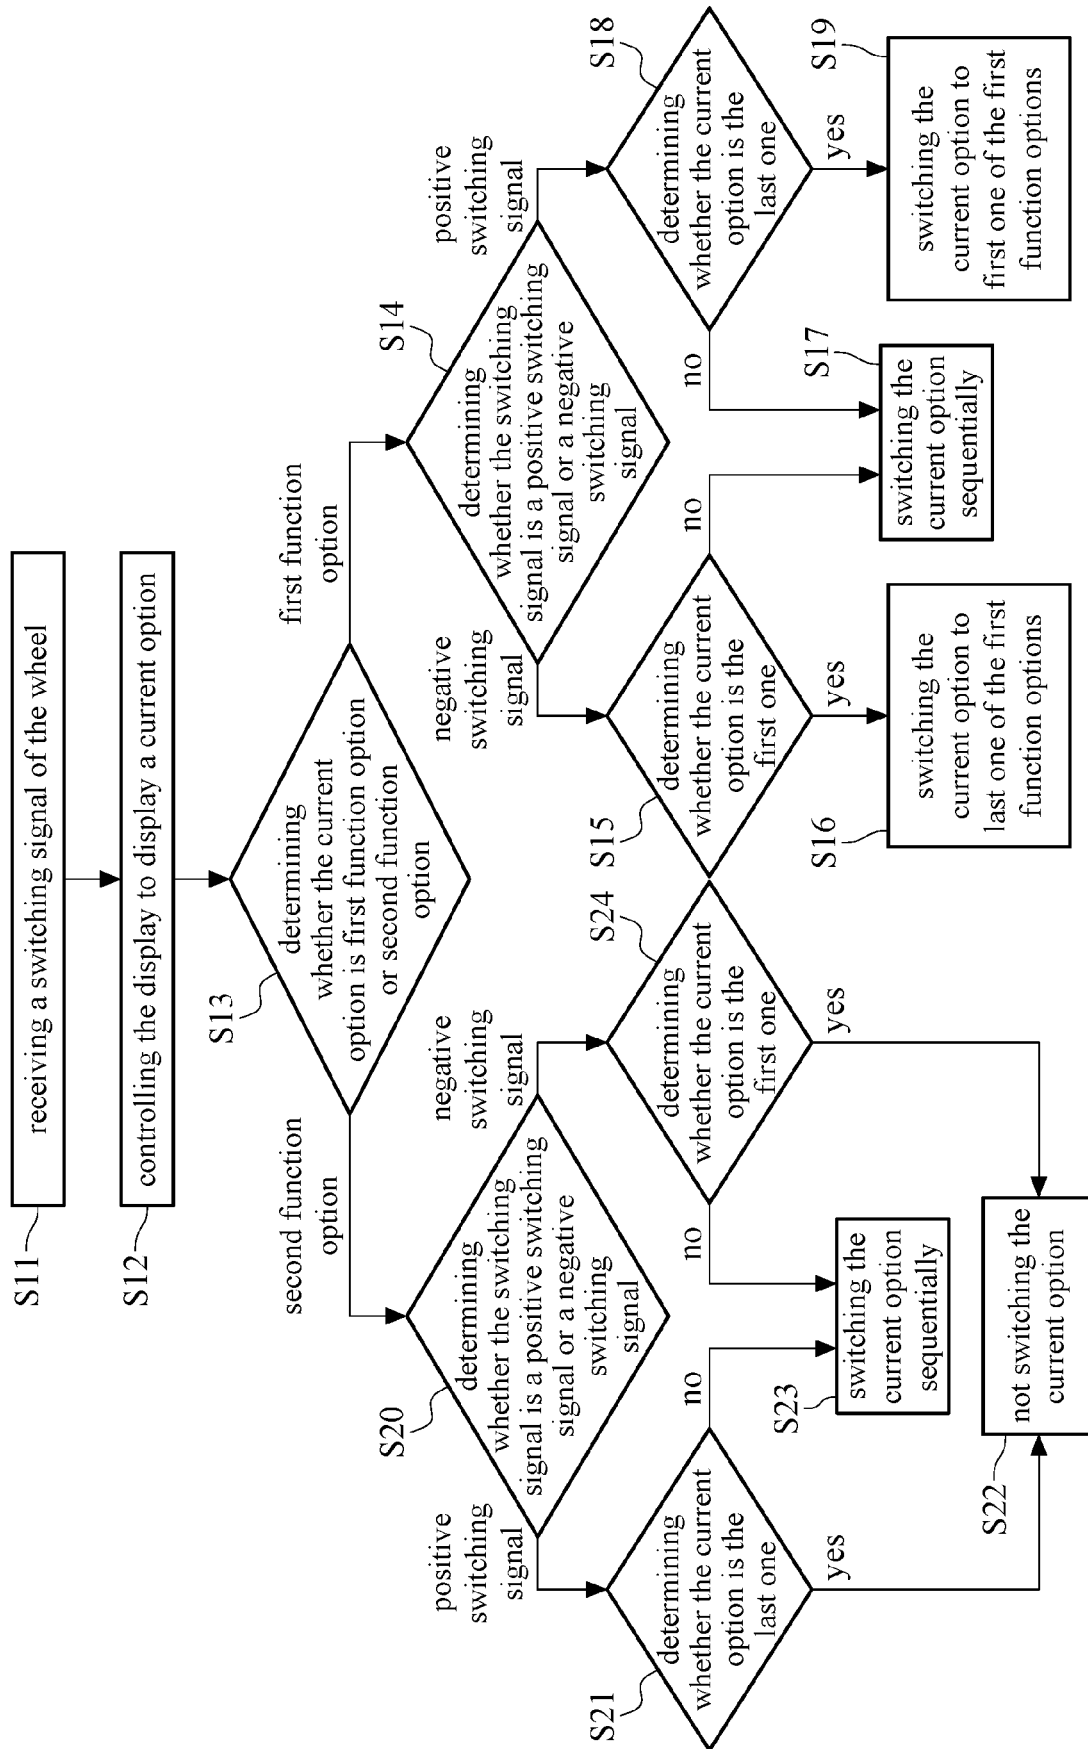 S11
receiving a switching signal of the wheel
S12
controlling the display to display a current option
S13
determining
whether the current
option is first function option
or second function
option
second function
option
first function
option
S20
determining
whether the switching
signal is a positive switching
signal or a negative
switching
signal
S14
determining
whether the switching
signal is a positive switching
signal or a negative
switching
signal
positive
switching
signal
negative
switching
signal
negative
switching
signal
positive
switching
signal
S21
determining
whether the current
option is the
last one
S24
determining
whether the current
option is the
first one
S15
determining
whether the current
option is the
first one
S18
determining
whether the current
option is the
last one
no
no
no
no
yes
yes
yes
yes
S23
switching the
current option
sequentially
S22
not switching the
current option
S16
switching the
current option to
last one of the first
function options
S17
switching the
current option
sequentially
S19
switching the
current option to
first one of the first
function options